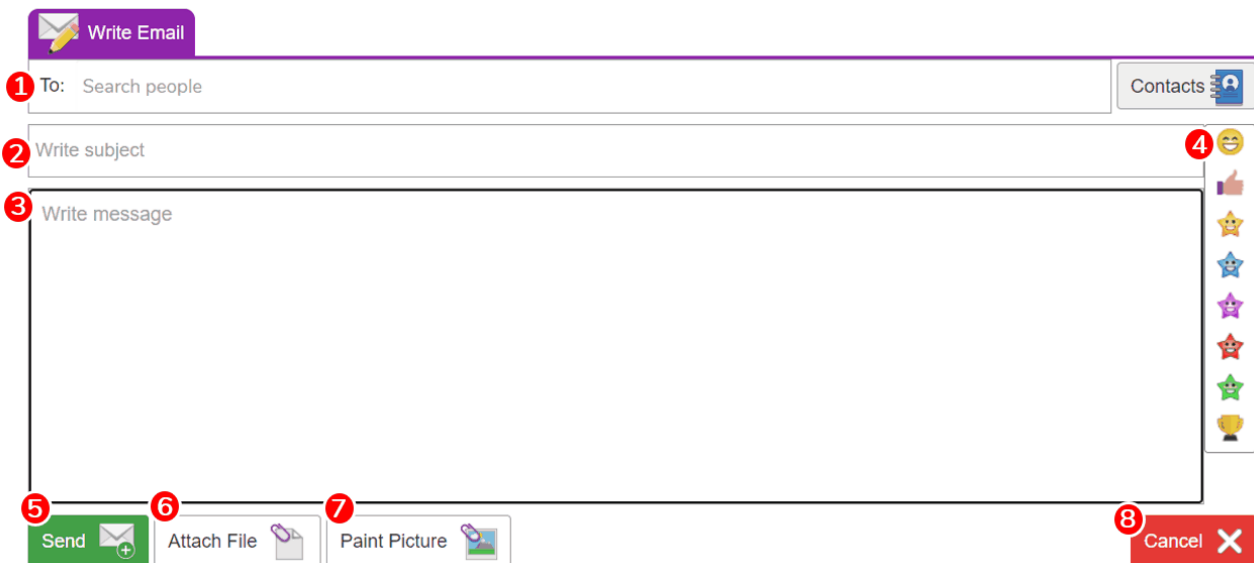 Write Email
1 To: Search people Contacts
2 Write subject 4
3 Write message
5 Send 6 Attach File 7 Paint Picture 8 Cancel